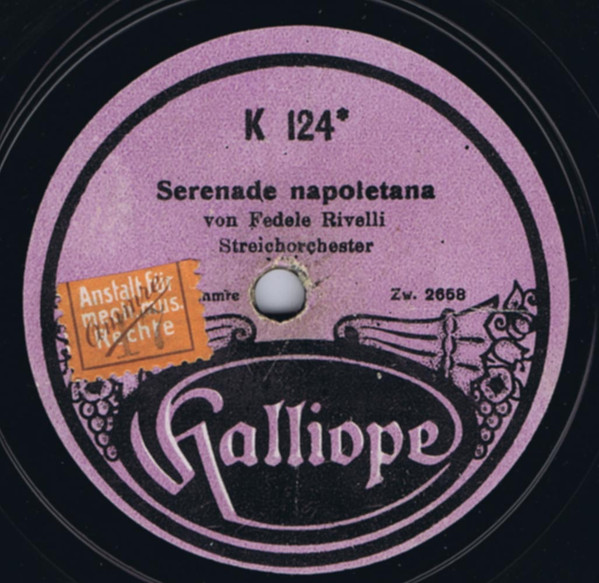 K 124*
Serenade napoletana
von Fedele Rivelli
Streichorchester
Zw. 2658
Anstalt für
mech. mus.
Rechte
Kalliope